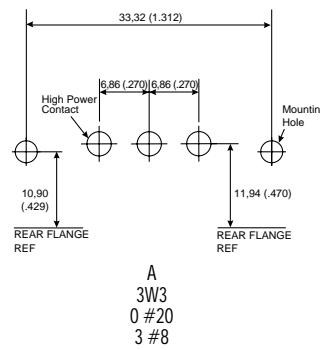 33,32 (1.312)
6,86 (.270) 6,86 (.270)
High Power
Contact
Mountin
Hole
10,90
(.429)
11,94 (.470)
REAR FLANGE
REF
REAR FLANGE
REF
A
3W3
0 #20
3 #8